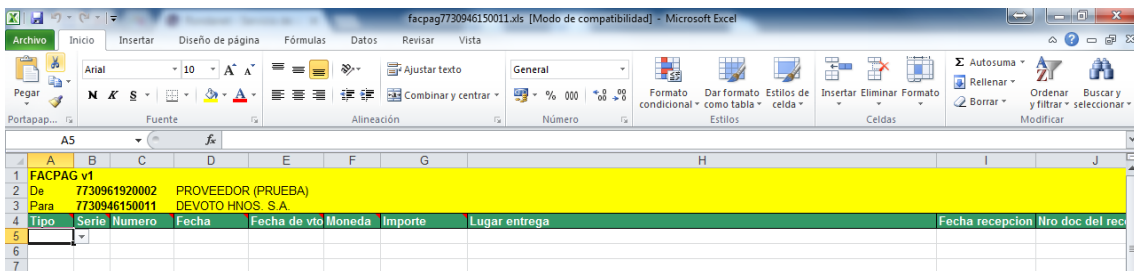 facpag7730946150011.xls [Modo de compatibilidad] - Microsoft Excel
Archivo Inicio Insertar Diseño de página Fórmulas Datos Revisar Vista
Pegar
Arial 10 A A
N K S
Ajustar texto
Combinar y centrar
General
% 000
Formato condicional
Dar formato como tabla
Estilos de celda
Insertar Eliminar Formato
Σ Autosuma
Rellenar
Borrar
Ordenar y filtrar
Buscar y seleccionar
Portapap... Fuente Alineación Número Estilos Celdas Modificar
A5 fx
A B C D E F G H I J
1 FACPAG v1
2 De 7730961920002 PROVEEDOR (PRUEBA)
3 Para 7730946150011 DEVOTO HNOS. S.A.
4 Tipo Serie Numero Fecha Fecha de vto Moneda Importe Lugar entrega Fecha recepcion Nro doc del rec
5
6
7